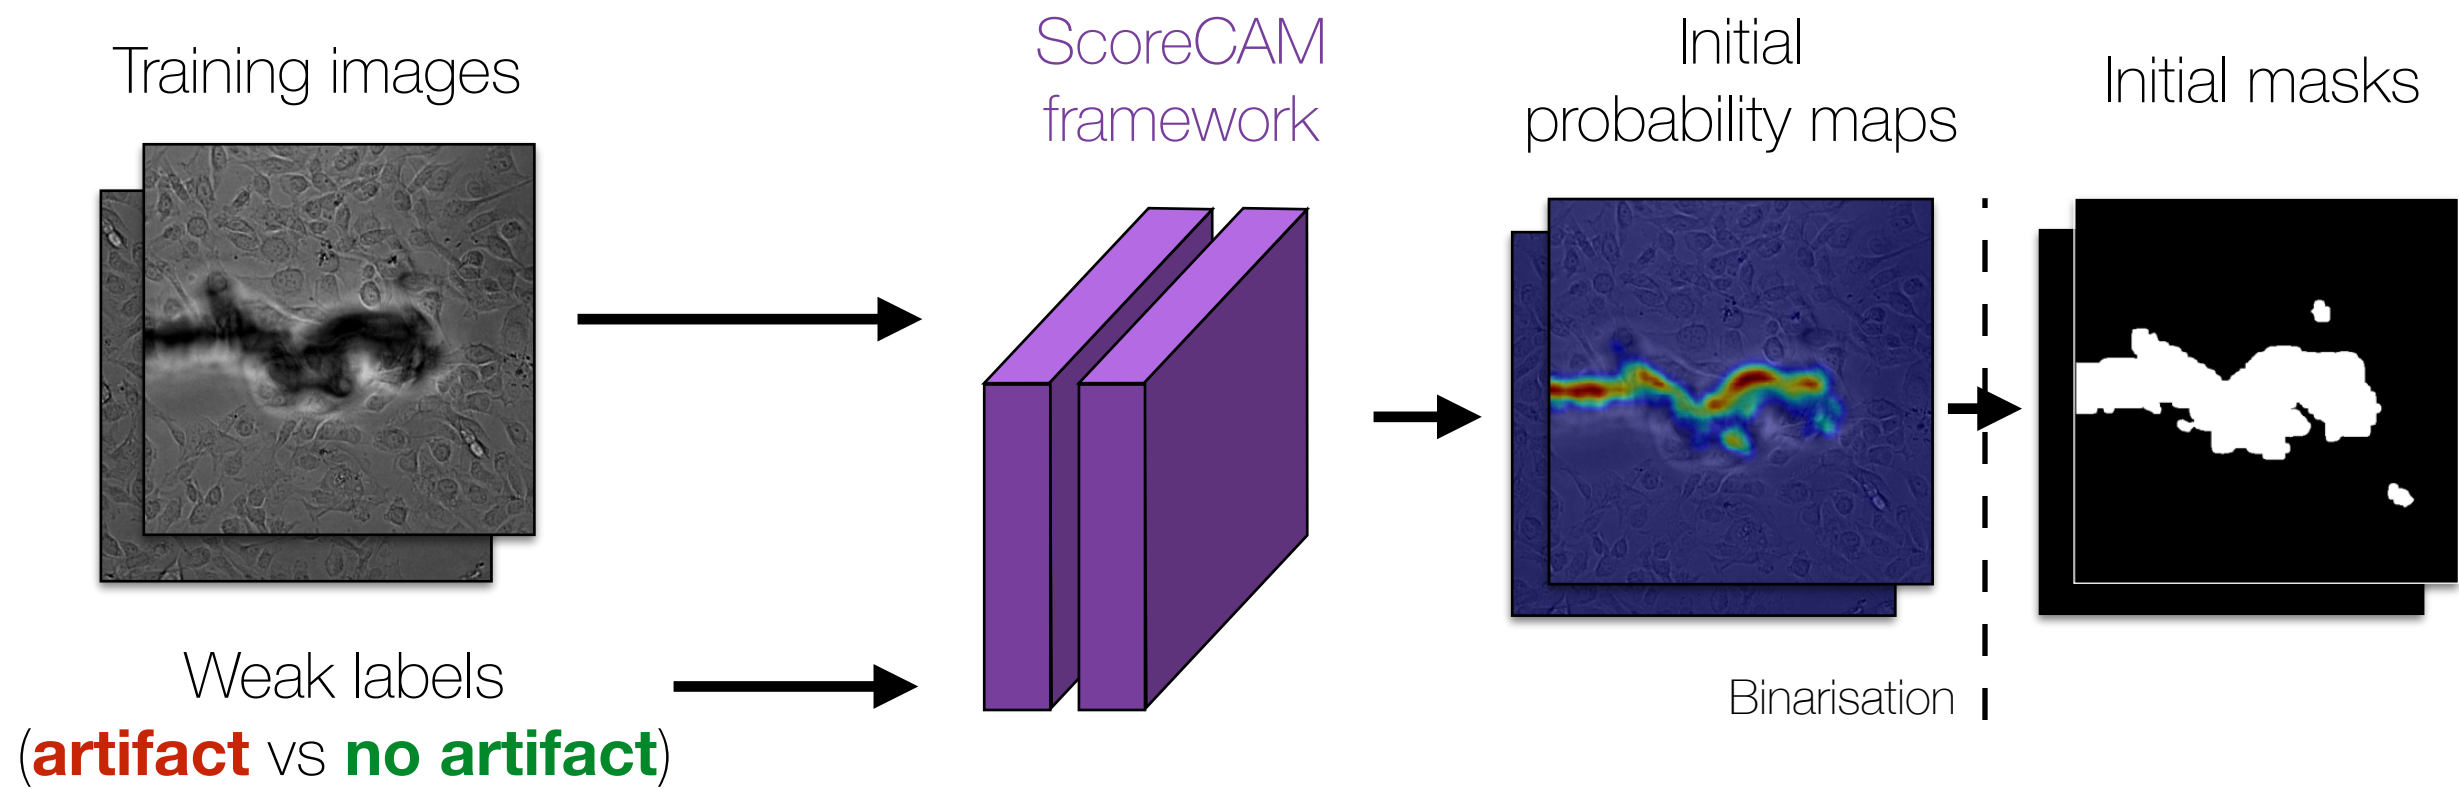 Training images
ScoreCAM
framework
Initial
probability maps
Initial masks
Weak labels
(artifact vs no artifact)
Binarisation